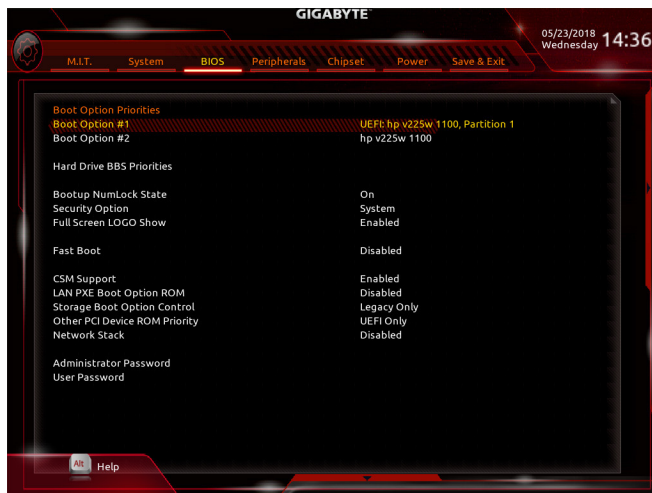 GIGABYTE
05/23/2018
Wednesday 14:36
M.I.T. System BIOS Peripherals Chipset Power Save & Exit
Boot Option Priorities
Boot Option #1 UEFI: hp v225w 1100, Partition 1
Boot Option #2 hp v225w 1100
Hard Drive BBS Priorities
Bootup NumLock State On
Security Option System
Full Screen LOGO Show Enabled
Fast Boot Disabled
CSM Support Enabled
LAN PXE Boot Option ROM Disabled
Storage Boot Option Control Legacy Only
Other PCI Device ROM Priority UEFI Only
Network Stack Disabled
Administrator Password
User Password
Alt Help